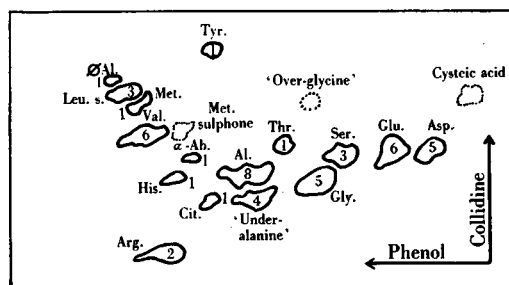 Tyr.
1
ØAl.
1
'Over-glycine'
Cysteic acid
Leu. s.
3
Met.
1
Val.
6
Met.
sulphone
α-Ab.
1
Thr.
1
Ser.
3
Glu.
6
Asp.
5
His.
1
Al.
8
5
Gly.
Cit.
1
4
'Under-
alanine'
Arg.
2
Phenol
Collidine